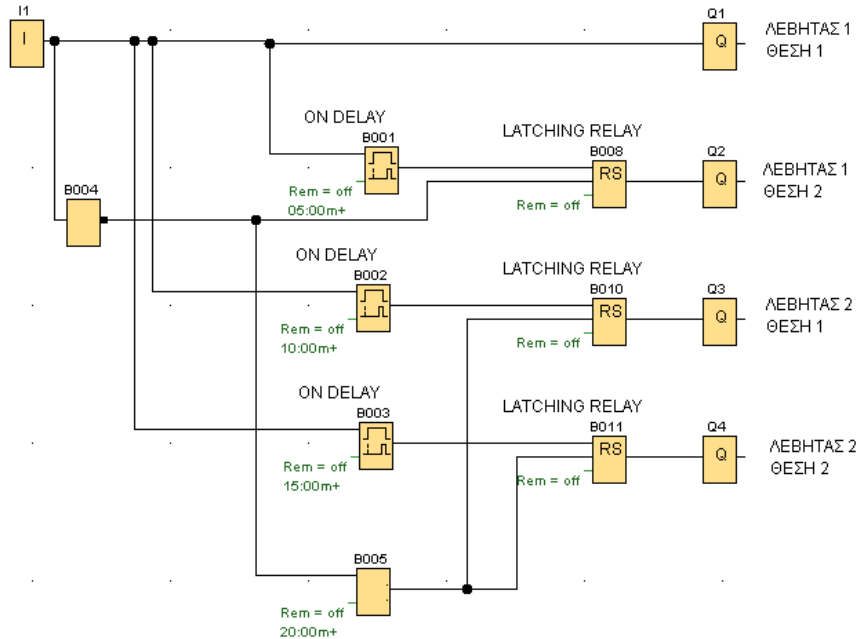 I1
I
Q1
Q
ΛΕΒΗΤΑΣ 1
ΘΕΣΗ 1
ON DELAY
B001
Rem = off
05:00m+
LATCHING RELAY
B008
RS
Rem = off
Q2
Q
ΛΕΒΗΤΑΣ 1
ΘΕΣΗ 2
B004
ON DELAY
B002
Rem = off
10:00m+
LATCHING RELAY
B010
RS
Rem = off
Q3
Q
ΛΕΒΗΤΑΣ 2
ΘΕΣΗ 1
ON DELAY
B003
Rem = off
15:00m+
LATCHING RELAY
B011
RS
Rem = off
Q4
Q
ΛΕΒΗΤΑΣ 2
ΘΕΣΗ 2
B005
Rem = off
20:00m+